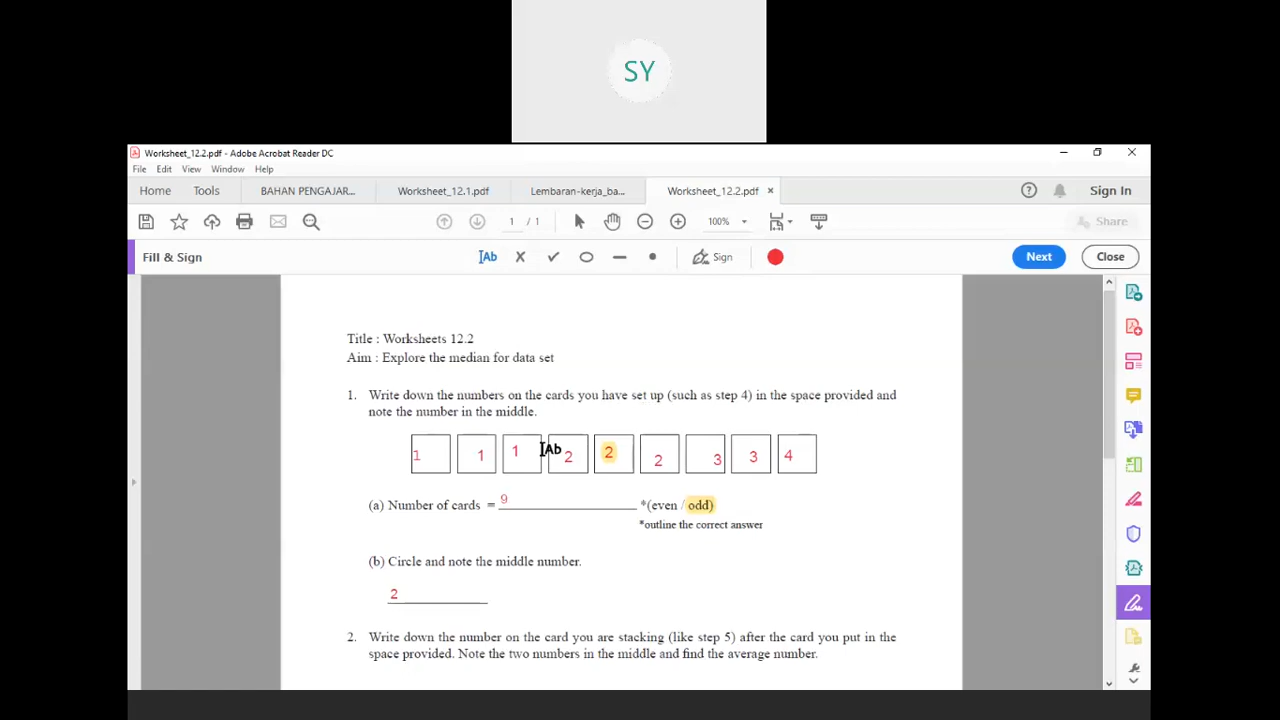 SY
Worksheet_12.2.pdf - Adobe Acrobat Reader DC
File Edit View Window Help
Home Tools BAHAN PENGAJAR... Worksheet_12.1.pdf Lembaran-kerja_ba... Worksheet_12.2.pdf × Sign In
1 / 1 100% Share
Fill & Sign Ab Sign Next Close
Title : Worksheets 12.2
Aim : Explore the median for data set
1. Write down the numbers on the cards you have set up (such as step 4) in the space provided and
note the number in the middle.
1 1 1 Ab 2 2 2 3 3 4
(a) Number of cards = 9 *(even / odd)
*outline the correct answer
(b) Circle and note the middle number.
2
2. Write down the number on the card you are stacking (like step 5) after the card you put in the
space provided. Note the two numbers in the middle and find the average number.